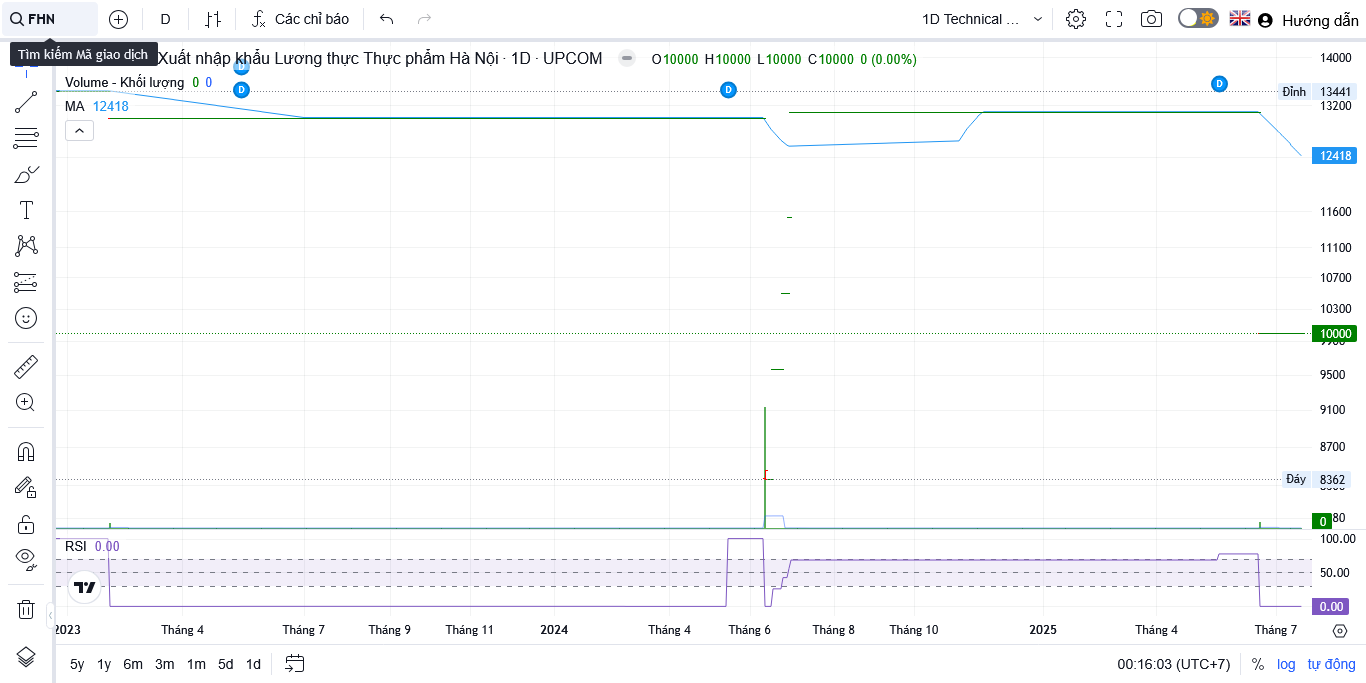 FHN
D
Các chỉ báo
1D Technical ...
Hướng dẫn
Tìm kiếm Mã giao dịch
Xuất nhập khẩu Lương thực Thực phẩm Hà Nội · 1D · UPCOM
O10000 H10000 L10000 C10000 0 (0.00%)
Volume - Khối lượng 0 0
MA 12418
D
D
D
D
14000
Đỉnh 13441
13200
12418
11600
11100
10700
10300
10000
9500
9100
8700
Đáy 8362
0
RSI 0.00
100.00
50.00
0.00
2023
Tháng 4
Tháng 7
Tháng 9
Tháng 11
2024
Tháng 4
Tháng 6
Tháng 8
Tháng 10
2025
Tháng 4
Tháng 7
5y 1y 6m 3m 1m 5d 1d
00:16:03 (UTC+7)
% log tự động